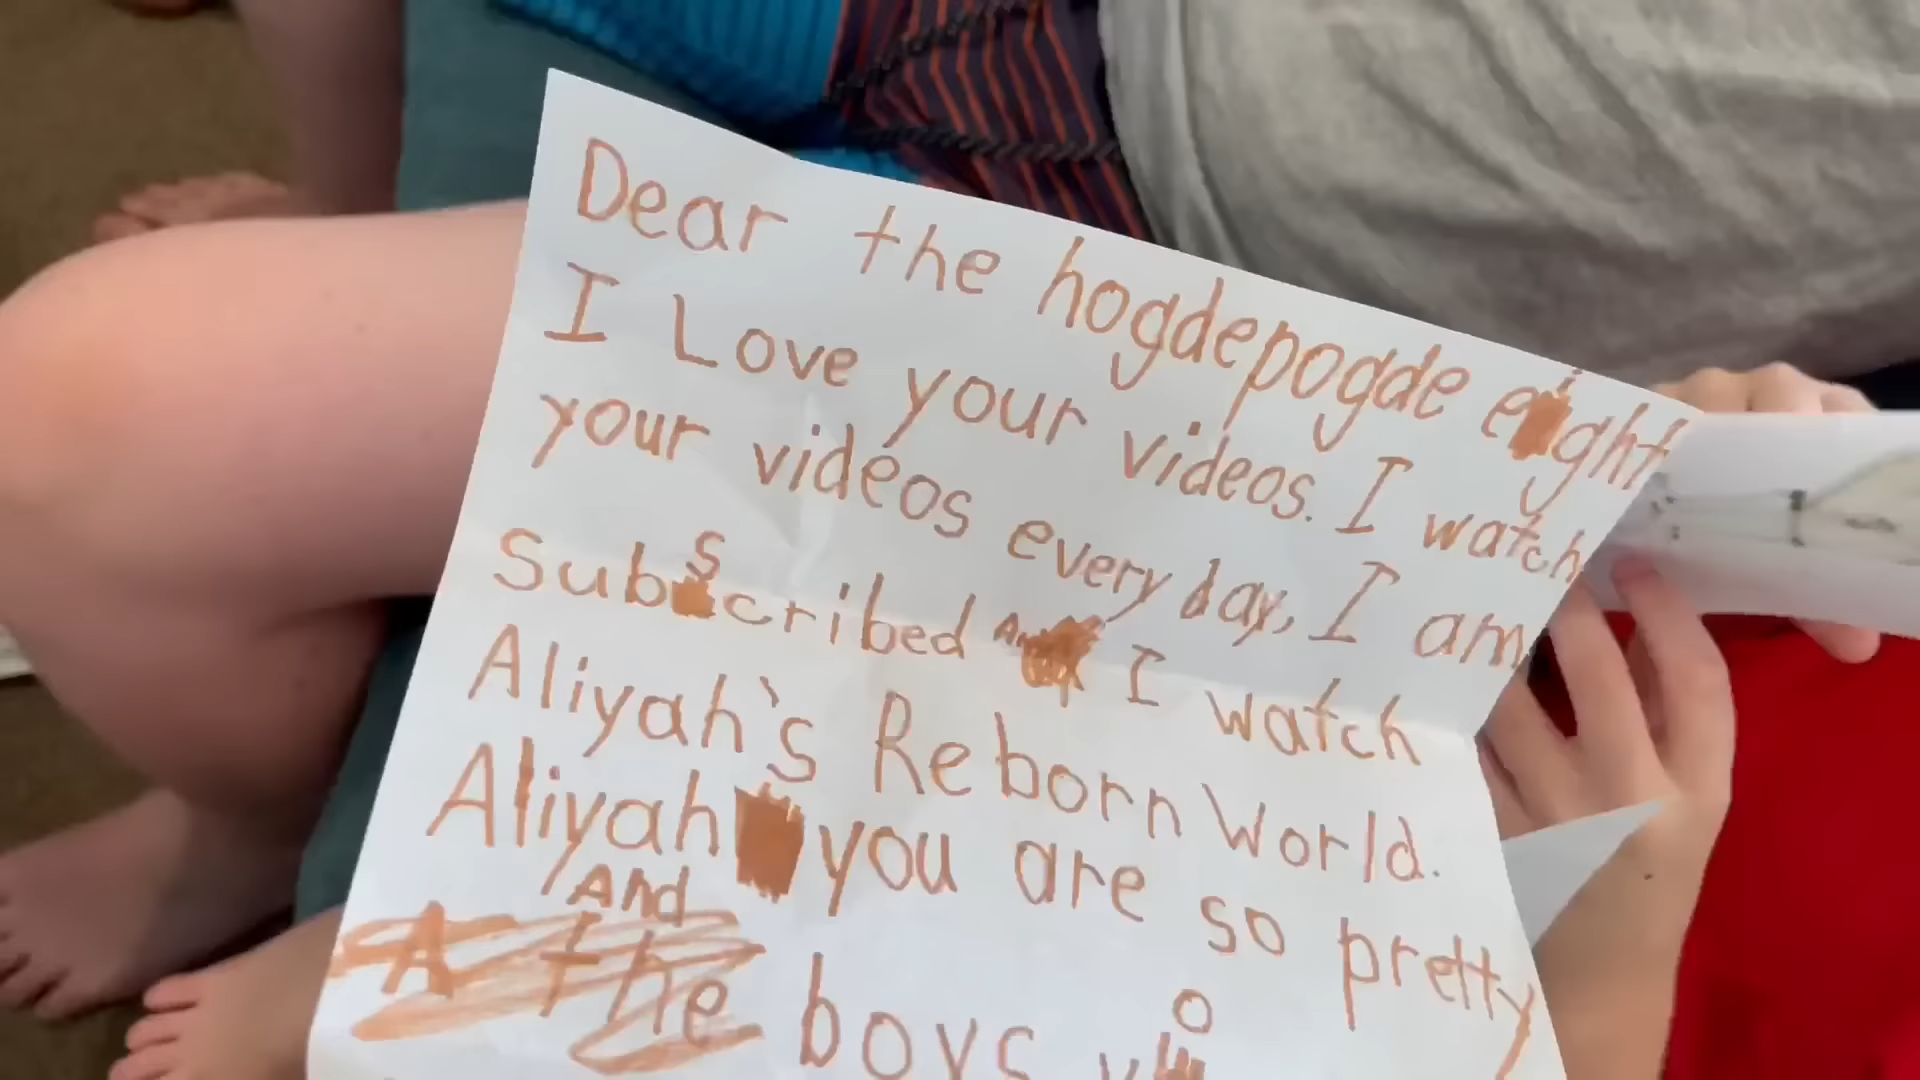 Dear the hogdepogde eight
I Love your videos. I watch
your videos every day, I am
Subscribed I watch
Aliyah's Reborn World.
Aliyah you are so pretty
And
A the boys